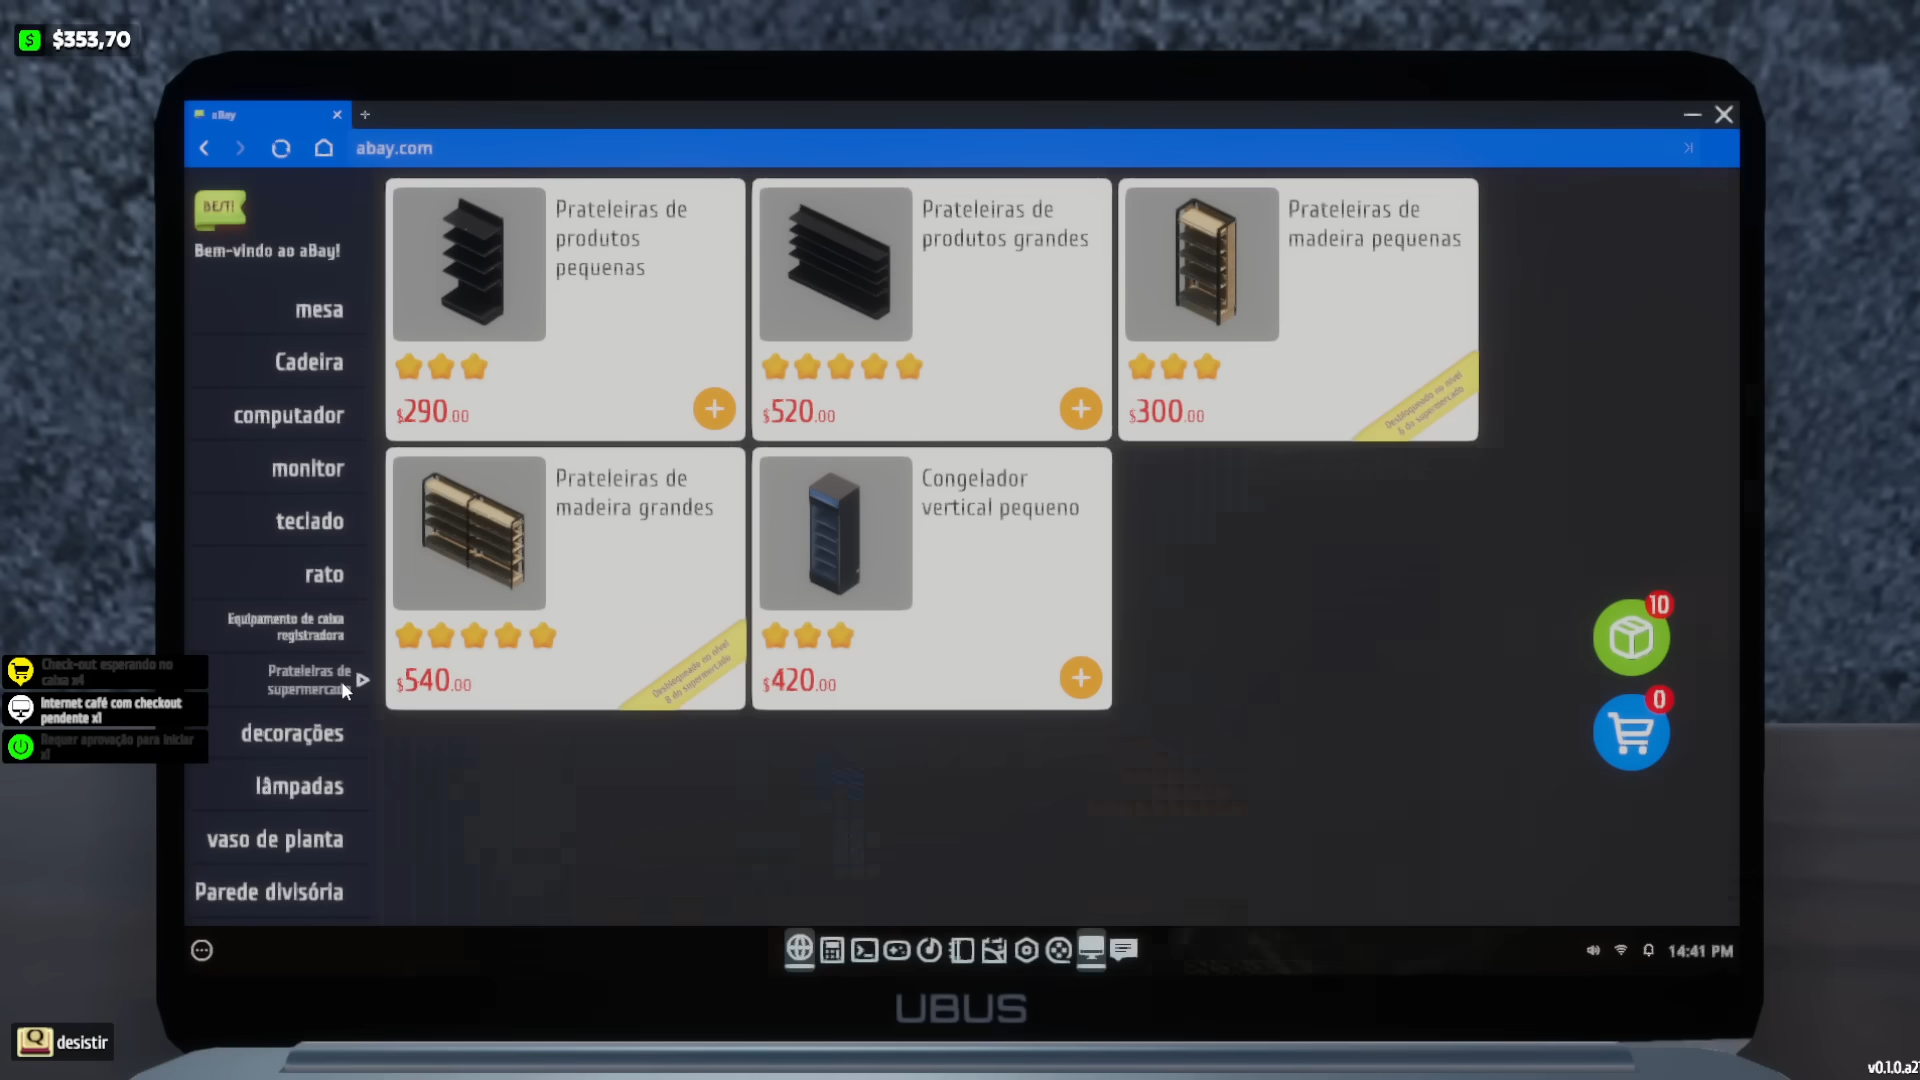 $353,70
aBay
abay.com
BEST!
Bem-vindo ao aBay!
mesa
Cadeira
computador
monitor
teclado
rato
Equipamento de caixa
registradora
Prateleiras de
supermercado
decorações
lâmpadas
vaso de planta
Parede divisória
Prateleiras de
produtos
pequenas
$290.00
Prateleiras de
produtos grandes
$520.00
Prateleiras de
madeira pequenas
$300.00
Desbloqueado no nível
6 do supermercado
Prateleiras de
madeira grandes
$540.00
Desbloqueado no nível
8 do supermercado
Congelador
vertical pequeno
$420.00
10
0
Check-out esperando no
caixa x4
Internet café com checkout
pendente x1
Requer aprovação para iniciar
x1
14:41 PM
UBUS
Q
desistir
v0.1.0.a2